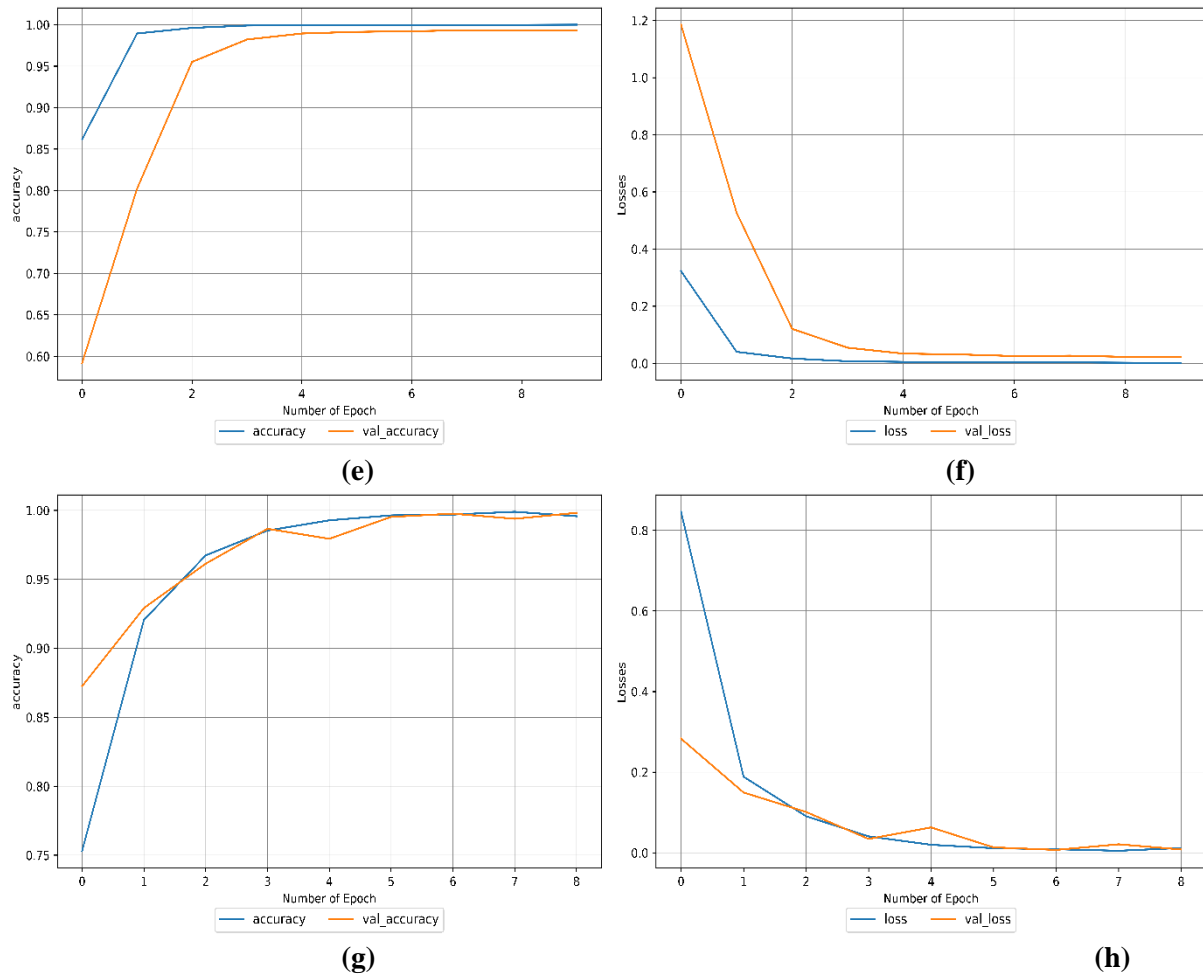 1.00
0.95
0.90
0.85
0.80
0.75
0.70
0.65
0.60
accuracy
0 2 4 6 8
Number of Epoch
accuracy val_accuracy
(e)
1.2
1.0
0.8
0.6
0.4
0.2
0.0
Losses
0 2 4 6 8
Number of Epoch
loss val_loss
(f)
1.00
0.95
0.90
0.85
0.80
0.75
accuracy
0 1 2 3 4 5 6 7 8
Number of Epoch
accuracy val_accuracy
(g)
0.8
0.6
0.4
0.2
0.0
Losses
0 1 2 3 4 5 6 7 8
Number of Epoch
loss val_loss
(h)